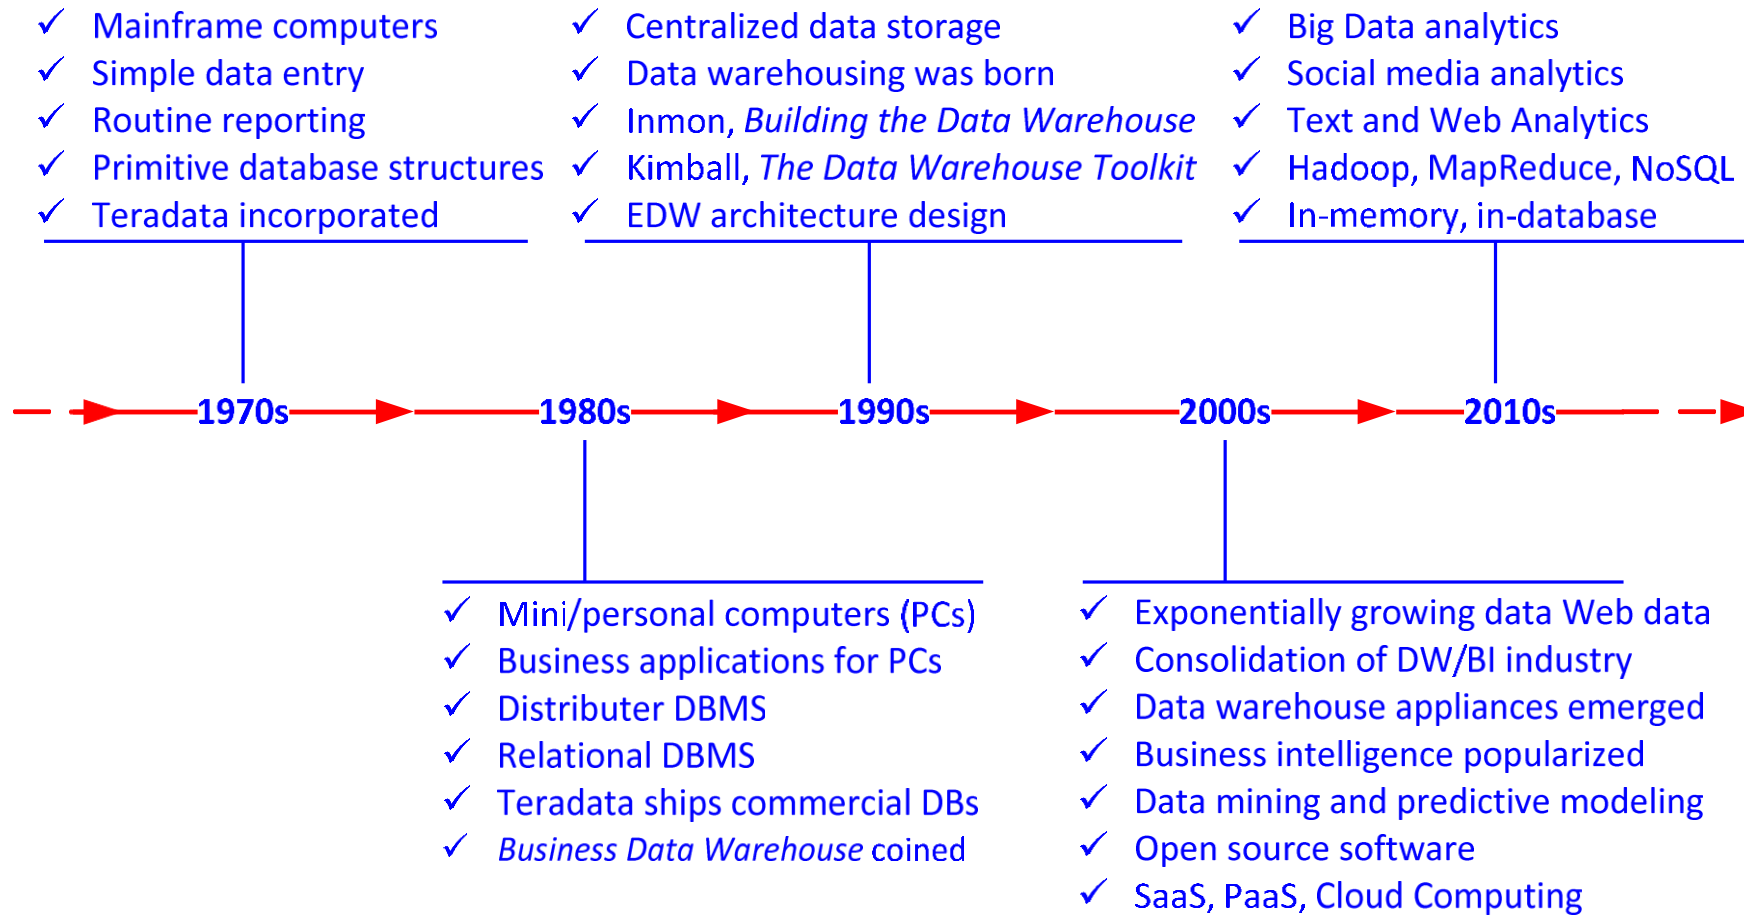 Mainframe computers
Simple data entry
Routine reporting
Primitive database structures
Teradata incorporated
Centralized data storage
Data warehousing was born
Inmon, Building the Data Warehouse
Kimball, The Data Warehouse Toolkit
EDW architecture design
Big Data analytics
Social media analytics
Text and Web Analytics
Hadoop, MapReduce, NoSQL
In-memory, in-database
1970s
1980s
1990s
2000s
2010s
Mini/personal computers (PCs)
Business applications for PCs
Distributer DBMS
Relational DBMS
Teradata ships commercial DBs
Business Data Warehouse coined
Exponentially growing data Web data
Consolidation of DW/BI industry
Data warehouse appliances emerged
Business intelligence popularized
Data mining and predictive modeling
Open source software
SaaS, PaaS, Cloud Computing